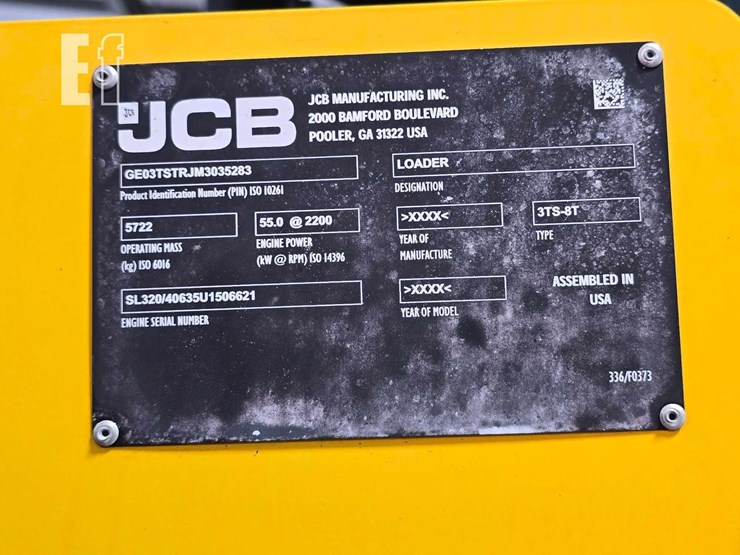 Ef
JCB
JCB MANUFACTURING INC.
2000 BAMFORD BOULEVARD
POOLER, GA 31322 USA
GE03TSTRJM3035283
Product Identification Number (PIN) ISO 10261
LOADER
DESIGNATION
5722
OPERATING MASS
(kg) ISO 6016
55.0 @ 2200
ENGINE POWER
(kW @ RPM) ISO 14396
>XXXX<
YEAR OF
MANUFACTURE
3TS-8T
TYPE
SL320/40635U1506621
ENGINE SERIAL NUMBER
>XXXX<
YEAR OF MODEL
ASSEMBLED IN
USA
336/F0373